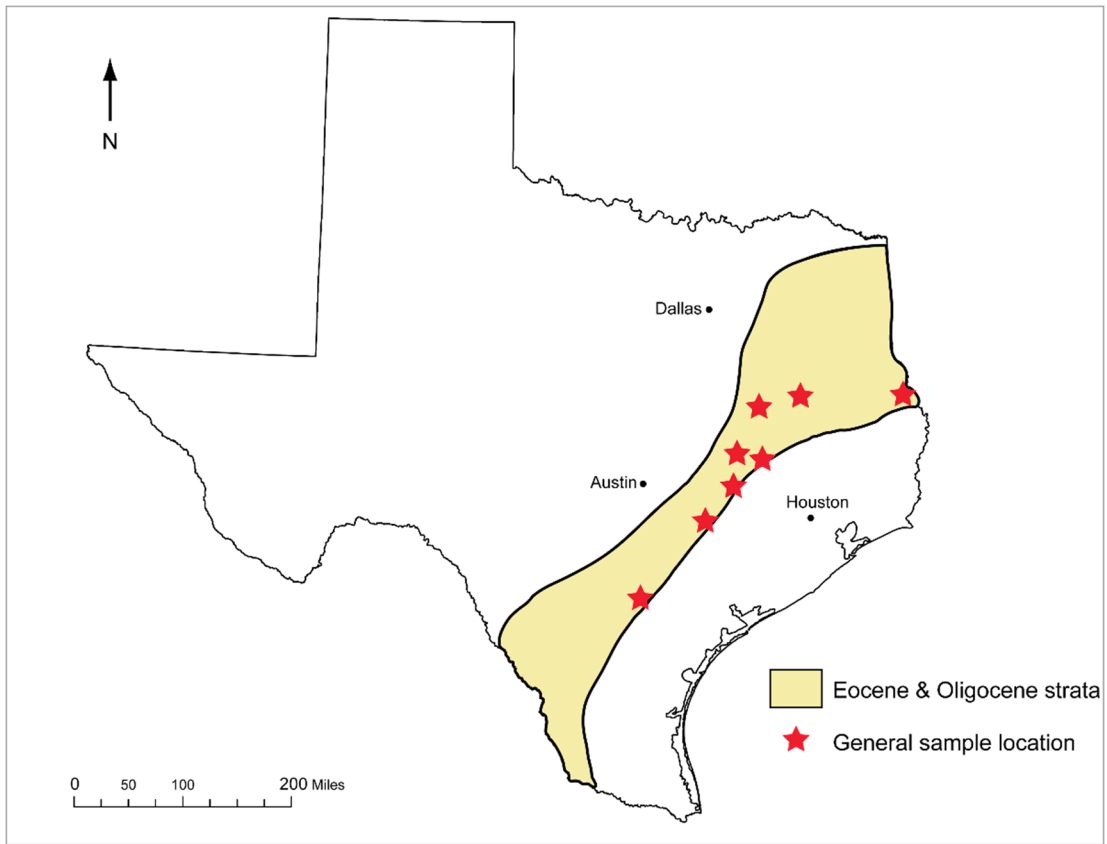 N
Dallas
Austin
Houston
Eocene & Oligocene strata
General sample location
0 50 100 200 Miles